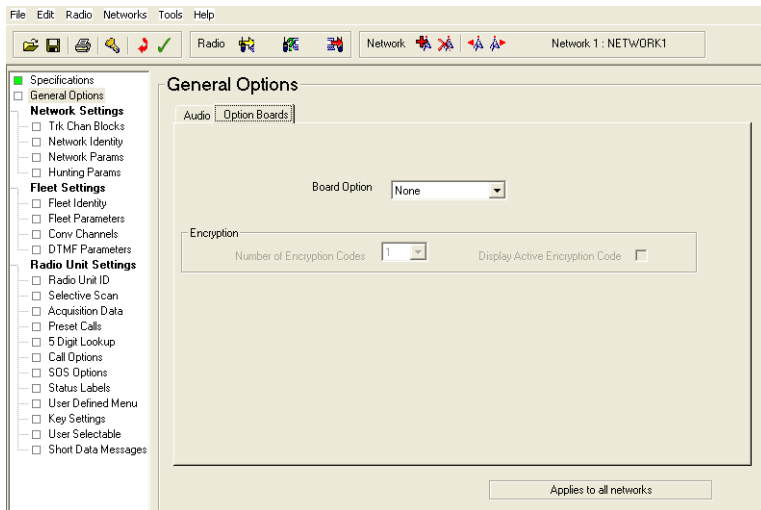 File Edit Radio Networks Tools Help
Radio Network Network 1 : NETWORK1
Specifications
General Options
Network Settings
Trk Chan Blocks
Network Identity
Network Params
Hunting Params
Fleet Settings
Fleet Identity
Fleet Parameters
Conv Channels
DTMF Parameters
Radio Unit Settings
Radio Unit ID
Selective Scan
Acquisition Data
Preset Calls
5 Digit Lookup
Call Options
SOS Options
Status Labels
User Defined Menu
Key Settings
User Selectable
Short Data Messages
General Options
Audio Option Boards
Board Option None
Encryption
Number of Encryption Codes 1 Display Active Encryption Code
Applies to all networks